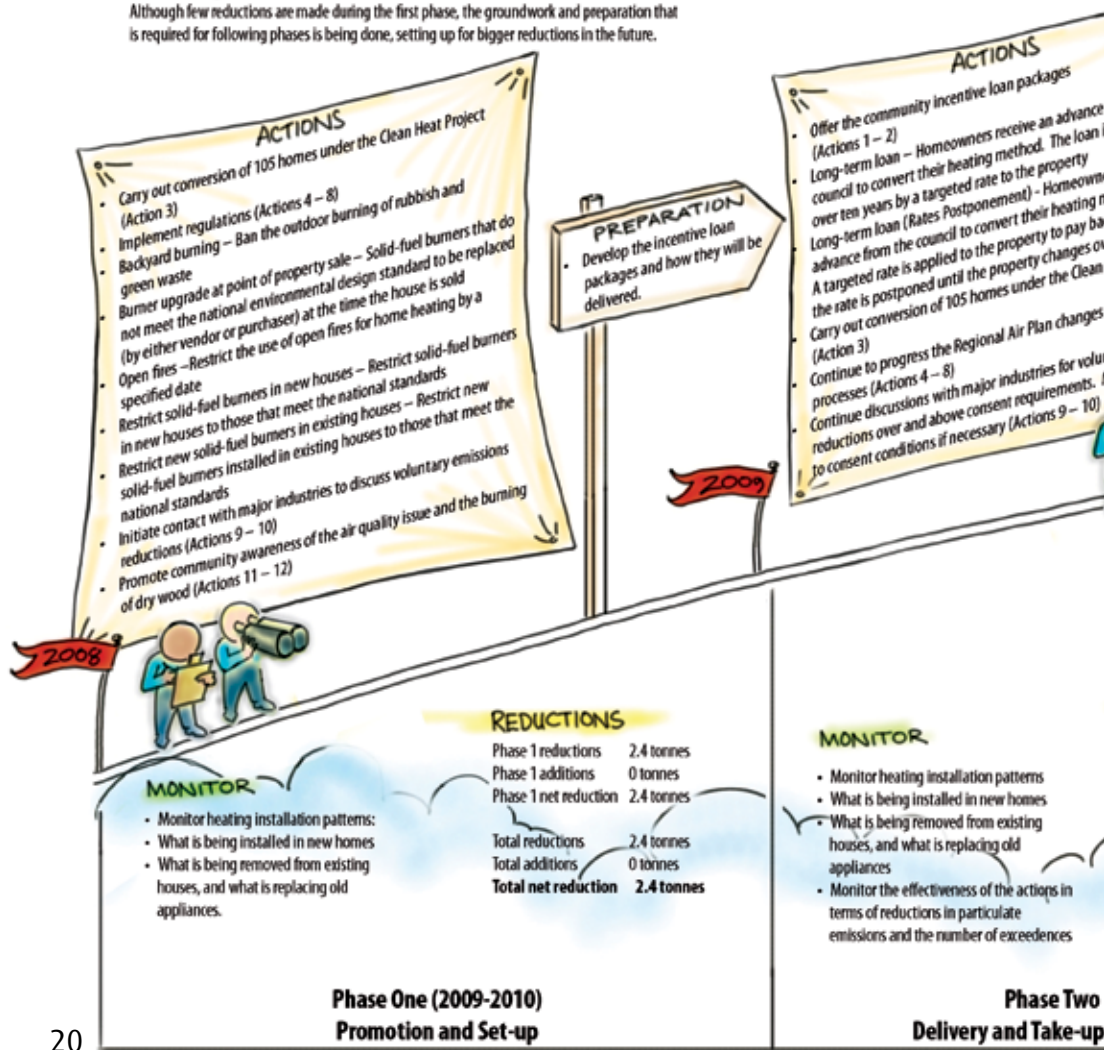 Although few reductions are made during the first phase, the groundwork and preparation that
is required for following phases is being done, setting up for bigger reductions in the future.
ACTIONS
• Carry out conversion of 105 homes under the Clean Heat Project
(Action 3)
• Implement regulations (Actions 4 – 8)
• Backyard burning – Ban the outdoor burning of rubbish and
green waste
• Burner upgrade at point of property sale – Solid-fuel burners that do
not meet the national environmental design standard to be replaced
(by either vendor or purchaser) at the time the house is sold
• Open fires –Restrict the use of open fires for home heating by a
specified date
• Restrict solid-fuel burners in new houses – Restrict solid-fuel burners
in new houses to those that meet the national standards
• Restrict new solid-fuel burners in existing houses – Restrict new
solid-fuel burners installed in existing houses to those that meet the
national standards
• Initiate contact with major industries to discuss voluntary emissions
reductions (Actions 9 – 10)
• Promote community awareness of the air quality issue and the burning
of dry wood (Actions 11 – 12)
2008
PREPARATION
• Develop the incentive loan
packages and how they will be
delivered.
2009
ACTIONS
• Offer the community incentive loan packages
(Actions 1 – 2)
• Long-term loan – Homeowners receive an advance
council to convert their heating method. The loan i
over ten years by a targeted rate to the property
• Long-term loan (Rates Postponement) - Homeowne
advance from the council to convert their heating m
A targeted rate is applied to the property to pay ba
the rate is postponed until the property changes ow
• Carry out conversion of 105 homes under the Clean
(Action 3)
• Continue to progress the Regional Air Plan changes
processes (Actions 4 – 8)
• Continue discussions with major industries for volun
reductions over and above consent requirements.
to consent conditions if necessary (Actions 9 – 10)
MONITOR
• Monitor heating installation patterns:
• What is being installed in new homes
• What is being removed from existing
houses, and what is replacing old
appliances.
REDUCTIONS
Phase 1 reductions 2.4 tonnes
Phase 1 additions 0 tonnes
Phase 1 net reduction 2.4 tonnes
Total reductions 2.4 tonnes
Total additions 0 tonnes
Total net reduction 2.4 tonnes
MONITOR
• Monitor heating installation patterns
• What is being installed in new homes
• What is being removed from existing
houses, and what is replacing old
appliances
• Monitor the effectiveness of the actions in
terms of reductions in particulate
emissions and the number of exceedences
Phase One (2009-2010)
Promotion and Set-up
Phase Two
Delivery and Take-up
20